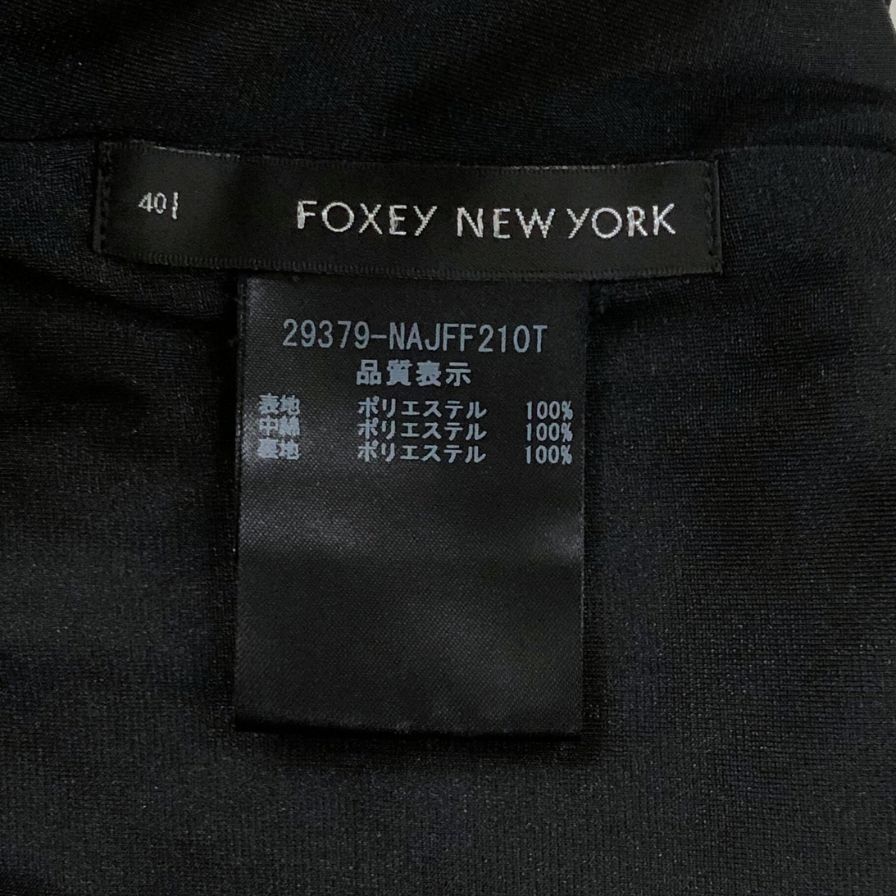 40
FOXEY NEW YORK
29379-NAJFF210T
品質表示
表地 ポリエステル 100%
中綿 ポリエステル 100%
裏地 ポリエステル 100%